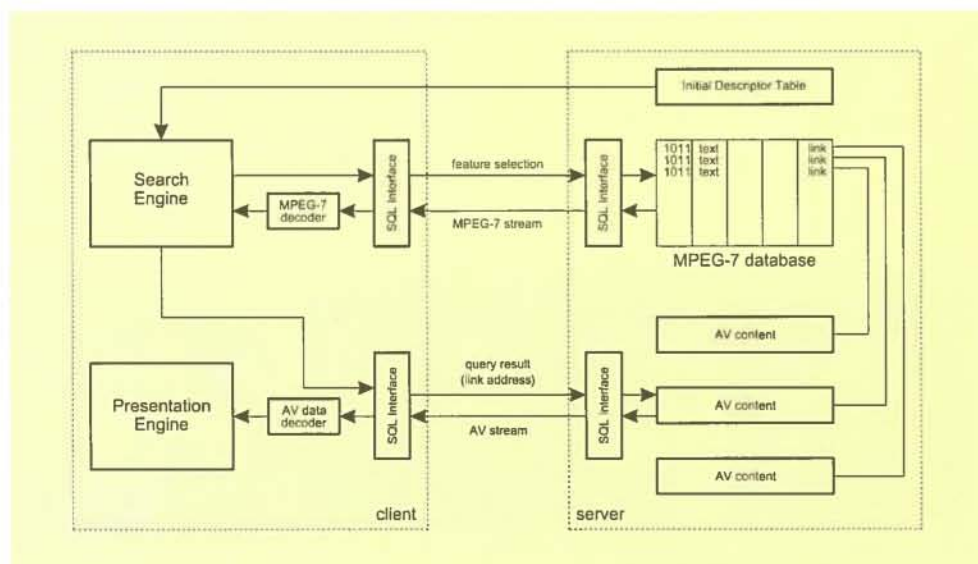 Initial Descriptor Table
Search
Engine
MPEG-7
decoder
SQL Interface
feature selection
MPEG-7 stream
SQL Interface
1011 text link
1011 text link
1011 text link
MPEG-7 database
AV content
Presentation
Engine
AV data
decoder
SQL Interface
query result
(link address)
AV stream
SQL Interface
AV content
AV content
client
server